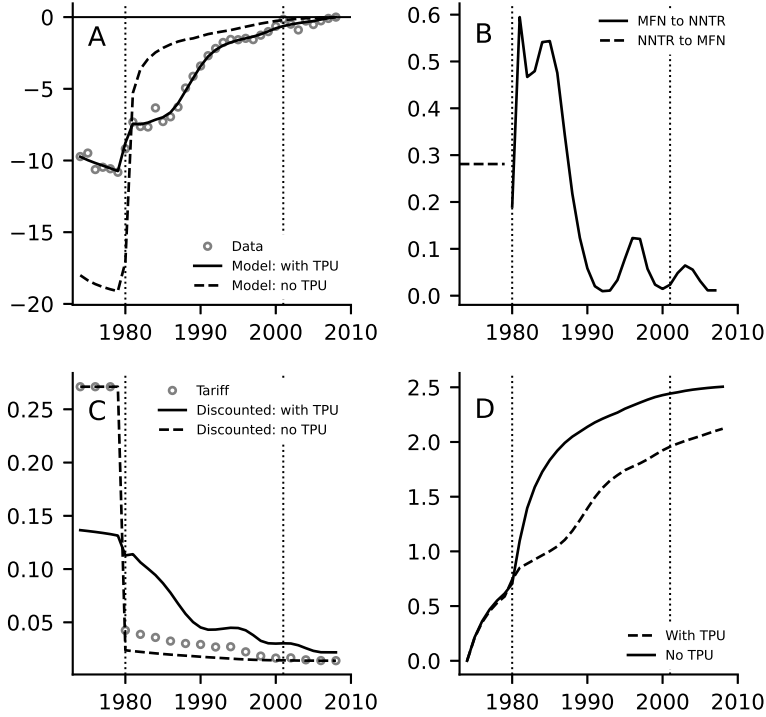 A
0
−5
−10
−15
−20
Data
Model: with TPU
Model: no TPU
1980 1990 2000 2010
B
0.6
0.5
0.4
0.3
0.2
0.1
0.0
MFN to NNTR
NNTR to MFN
1980 1990 2000 2010
C
0.25
0.20
0.15
0.10
0.05
Tariff
Discounted: with TPU
Discounted: no TPU
1980 1990 2000 2010
D
2.5
2.0
1.5
1.0
0.5
0.0
With TPU
No TPU
1980 1990 2000 2010